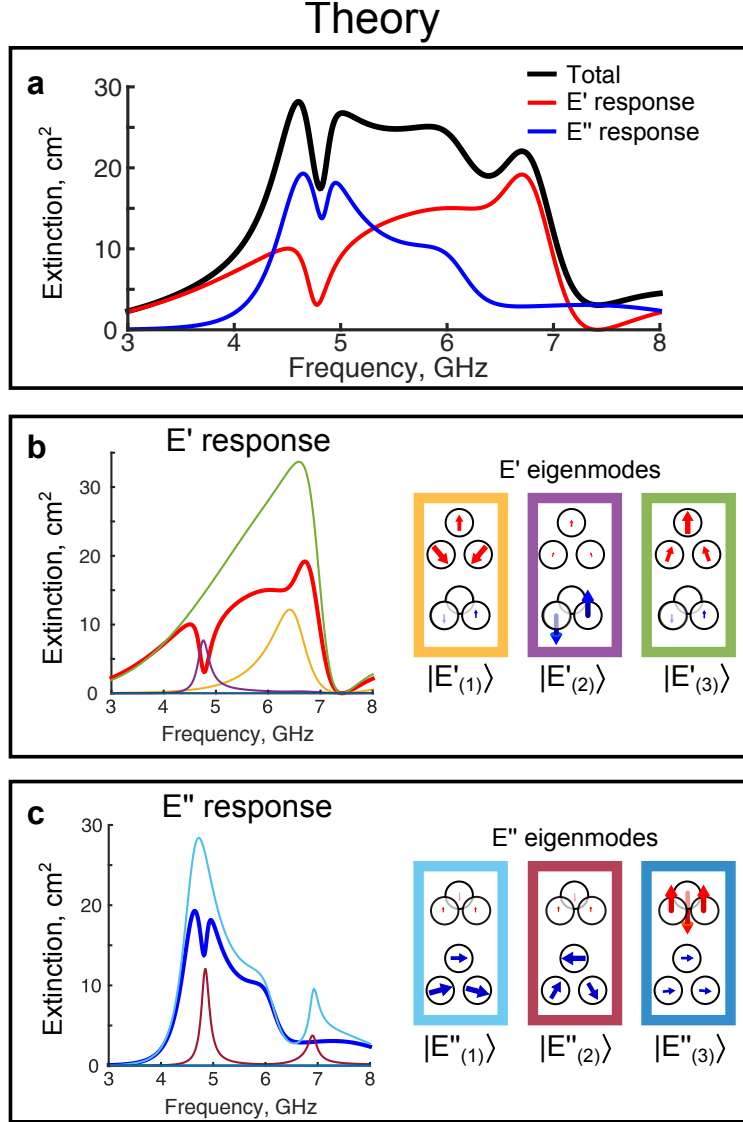 Theory
a
Total
E' response
E'' response
30
20
10
0
Extinction, cm²
3 4 5 6 7 8
Frequency, GHz
b
E' response
30
20
10
0
Extinction, cm²
3 4 5 6 7 8
Frequency, GHz
E' eigenmodes
|E'(1)⟩ |E'(2)⟩ |E'(3)⟩
c
E'' response
30
20
10
0
Extinction, cm²
3 4 5 6 7 8
Frequency, GHz
E'' eigenmodes
|E''(1)⟩ |E''(2)⟩ |E''(3)⟩